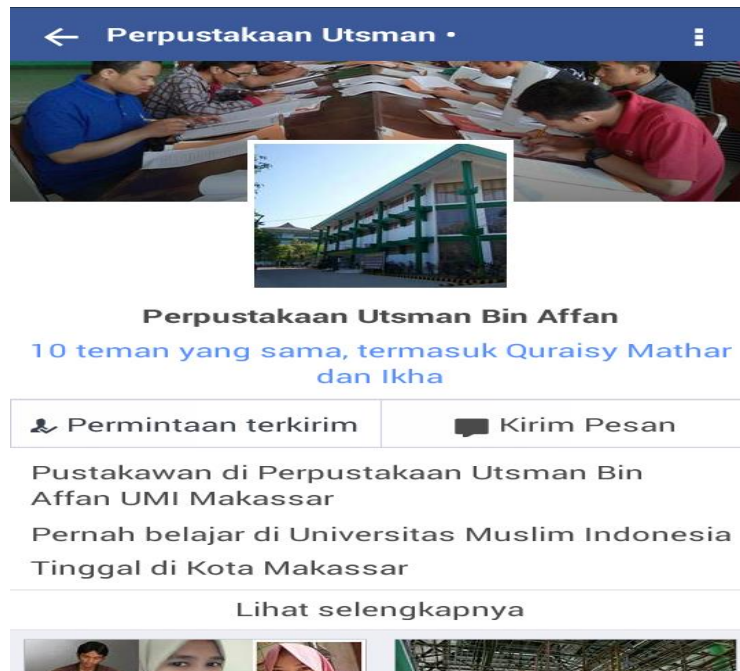 Perpustakaan Utsman •
Perpustakaan Utsman Bin Affan
10 teman yang sama, termasuk Quraisy Mathar
dan Ikha
Permintaan terkirim
Kirim Pesan
Pustakawan di Perpustakaan Utsman Bin
Affan UMI Makassar
Pernah belajar di Universitas Muslim Indonesia
Tinggal di Kota Makassar
Lihat selengkapnya